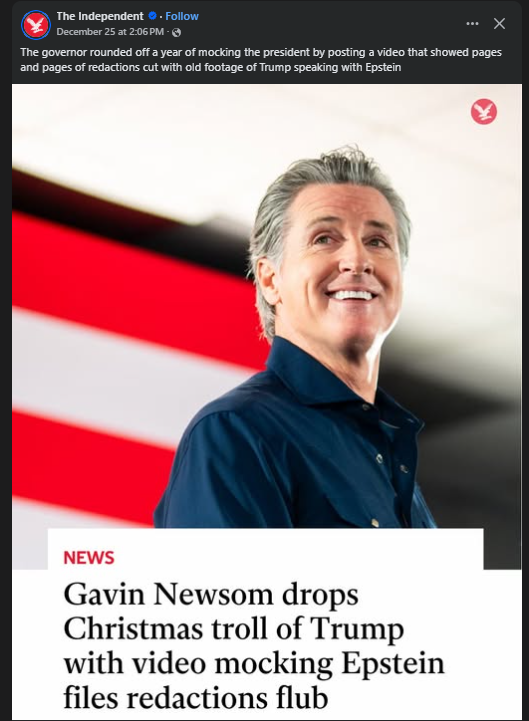 The Independent · Follow
December 25 at 2:06 PM ·
The governor rounded off a year of mocking the president by posting a video that showed pages
and pages of redactions cut with old footage of Trump speaking with Epstein
NEWS
Gavin Newsom drops
Christmas troll of Trump
with video mocking Epstein
files redactions flub